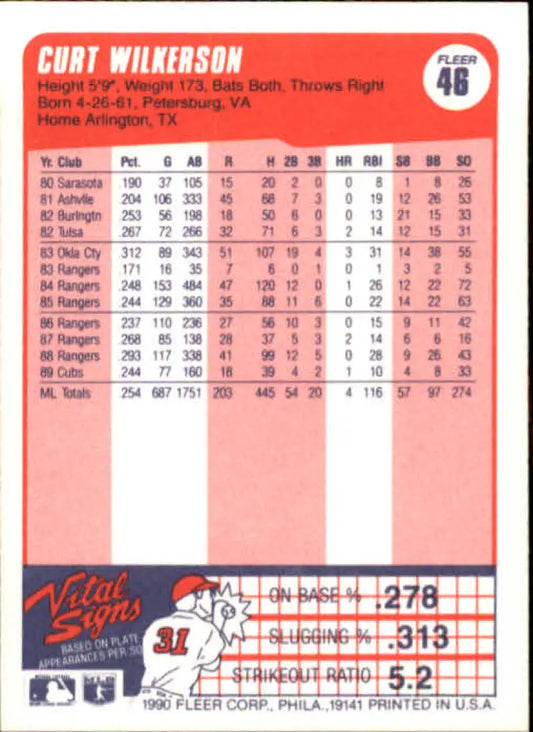 CURT WILKERSON
FLEER
46
Height 5'9", Weight 173, Bats Both, Throws Right
Born 4-26-61, Petersburg, VA
Home Arlington, TX
Yr. Club Pct. G AB R H 2B 3B HR RBI SB BB SO
80 Sarasota .190 37 105 15 20 2 0 0 8 1 8 26
81 Ashvlle .204 106 333 45 68 7 3 0 19 12 26 53
82 Burlngtn .253 56 198 18 50 6 0 0 13 21 15 33
82 Tulsa .267 72 266 32 71 6 3 2 14 12 15 31
83 Okla Cty .312 89 343 51 107 19 4 3 31 14 38 55
83 Rangers .171 16 35 7 6 0 1 0 1 3 2 5
84 Rangers .248 153 484 47 120 12 0 1 26 12 22 72
85 Rangers .244 129 360 35 88 11 6 0 22 14 22 63
86 Rangers .237 110 236 27 56 10 3 0 15 9 11 42
87 Rangers .268 85 138 28 37 5 3 2 14 6 6 16
88 Rangers .293 117 338 41 99 12 5 0 28 9 26 43
89 Cubs .244 77 160 18 39 4 2 1 10 4 8 33
ML Totals .254 687 1751 203 445 54 20 4 116 57 97 274
Vital Signs
BASED ON PLATE
APPEARANCES PER SO
31
ON BASE % .278
SLUGGING % .313
STRIKEOUT RATIO 5.2
1990 FLEER CORP., PHILA.,19141 PRINTED IN U.S.A.